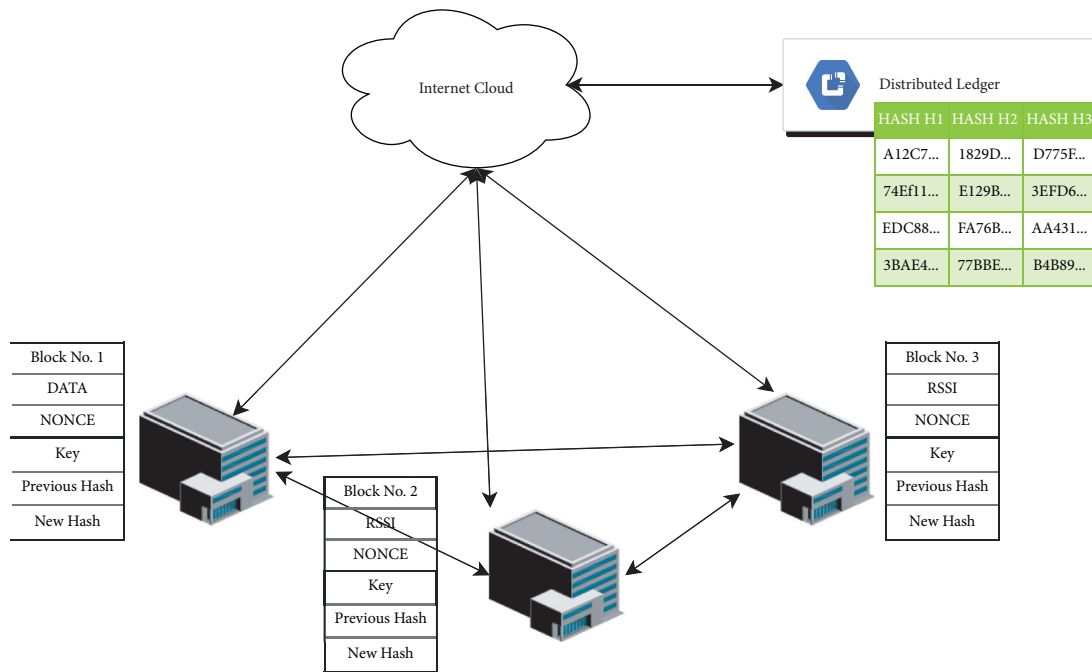 Internet Cloud
Distributed Ledger
HASH H1 HASH H2 HASH H3
A12C7... 1829D... D775F...
74Ef11... E129B... 3EFD6...
EDC88... FA76B... AA431...
3BAE4... 77BBE... B4B89...
Block No. 1
DATA
NONCE
Key
Previous Hash
New Hash
Block No. 2
RSSI
NONCE
Key
Previous Hash
New Hash
Block No. 3
RSSI
NONCE
Key
Previous Hash
New Hash